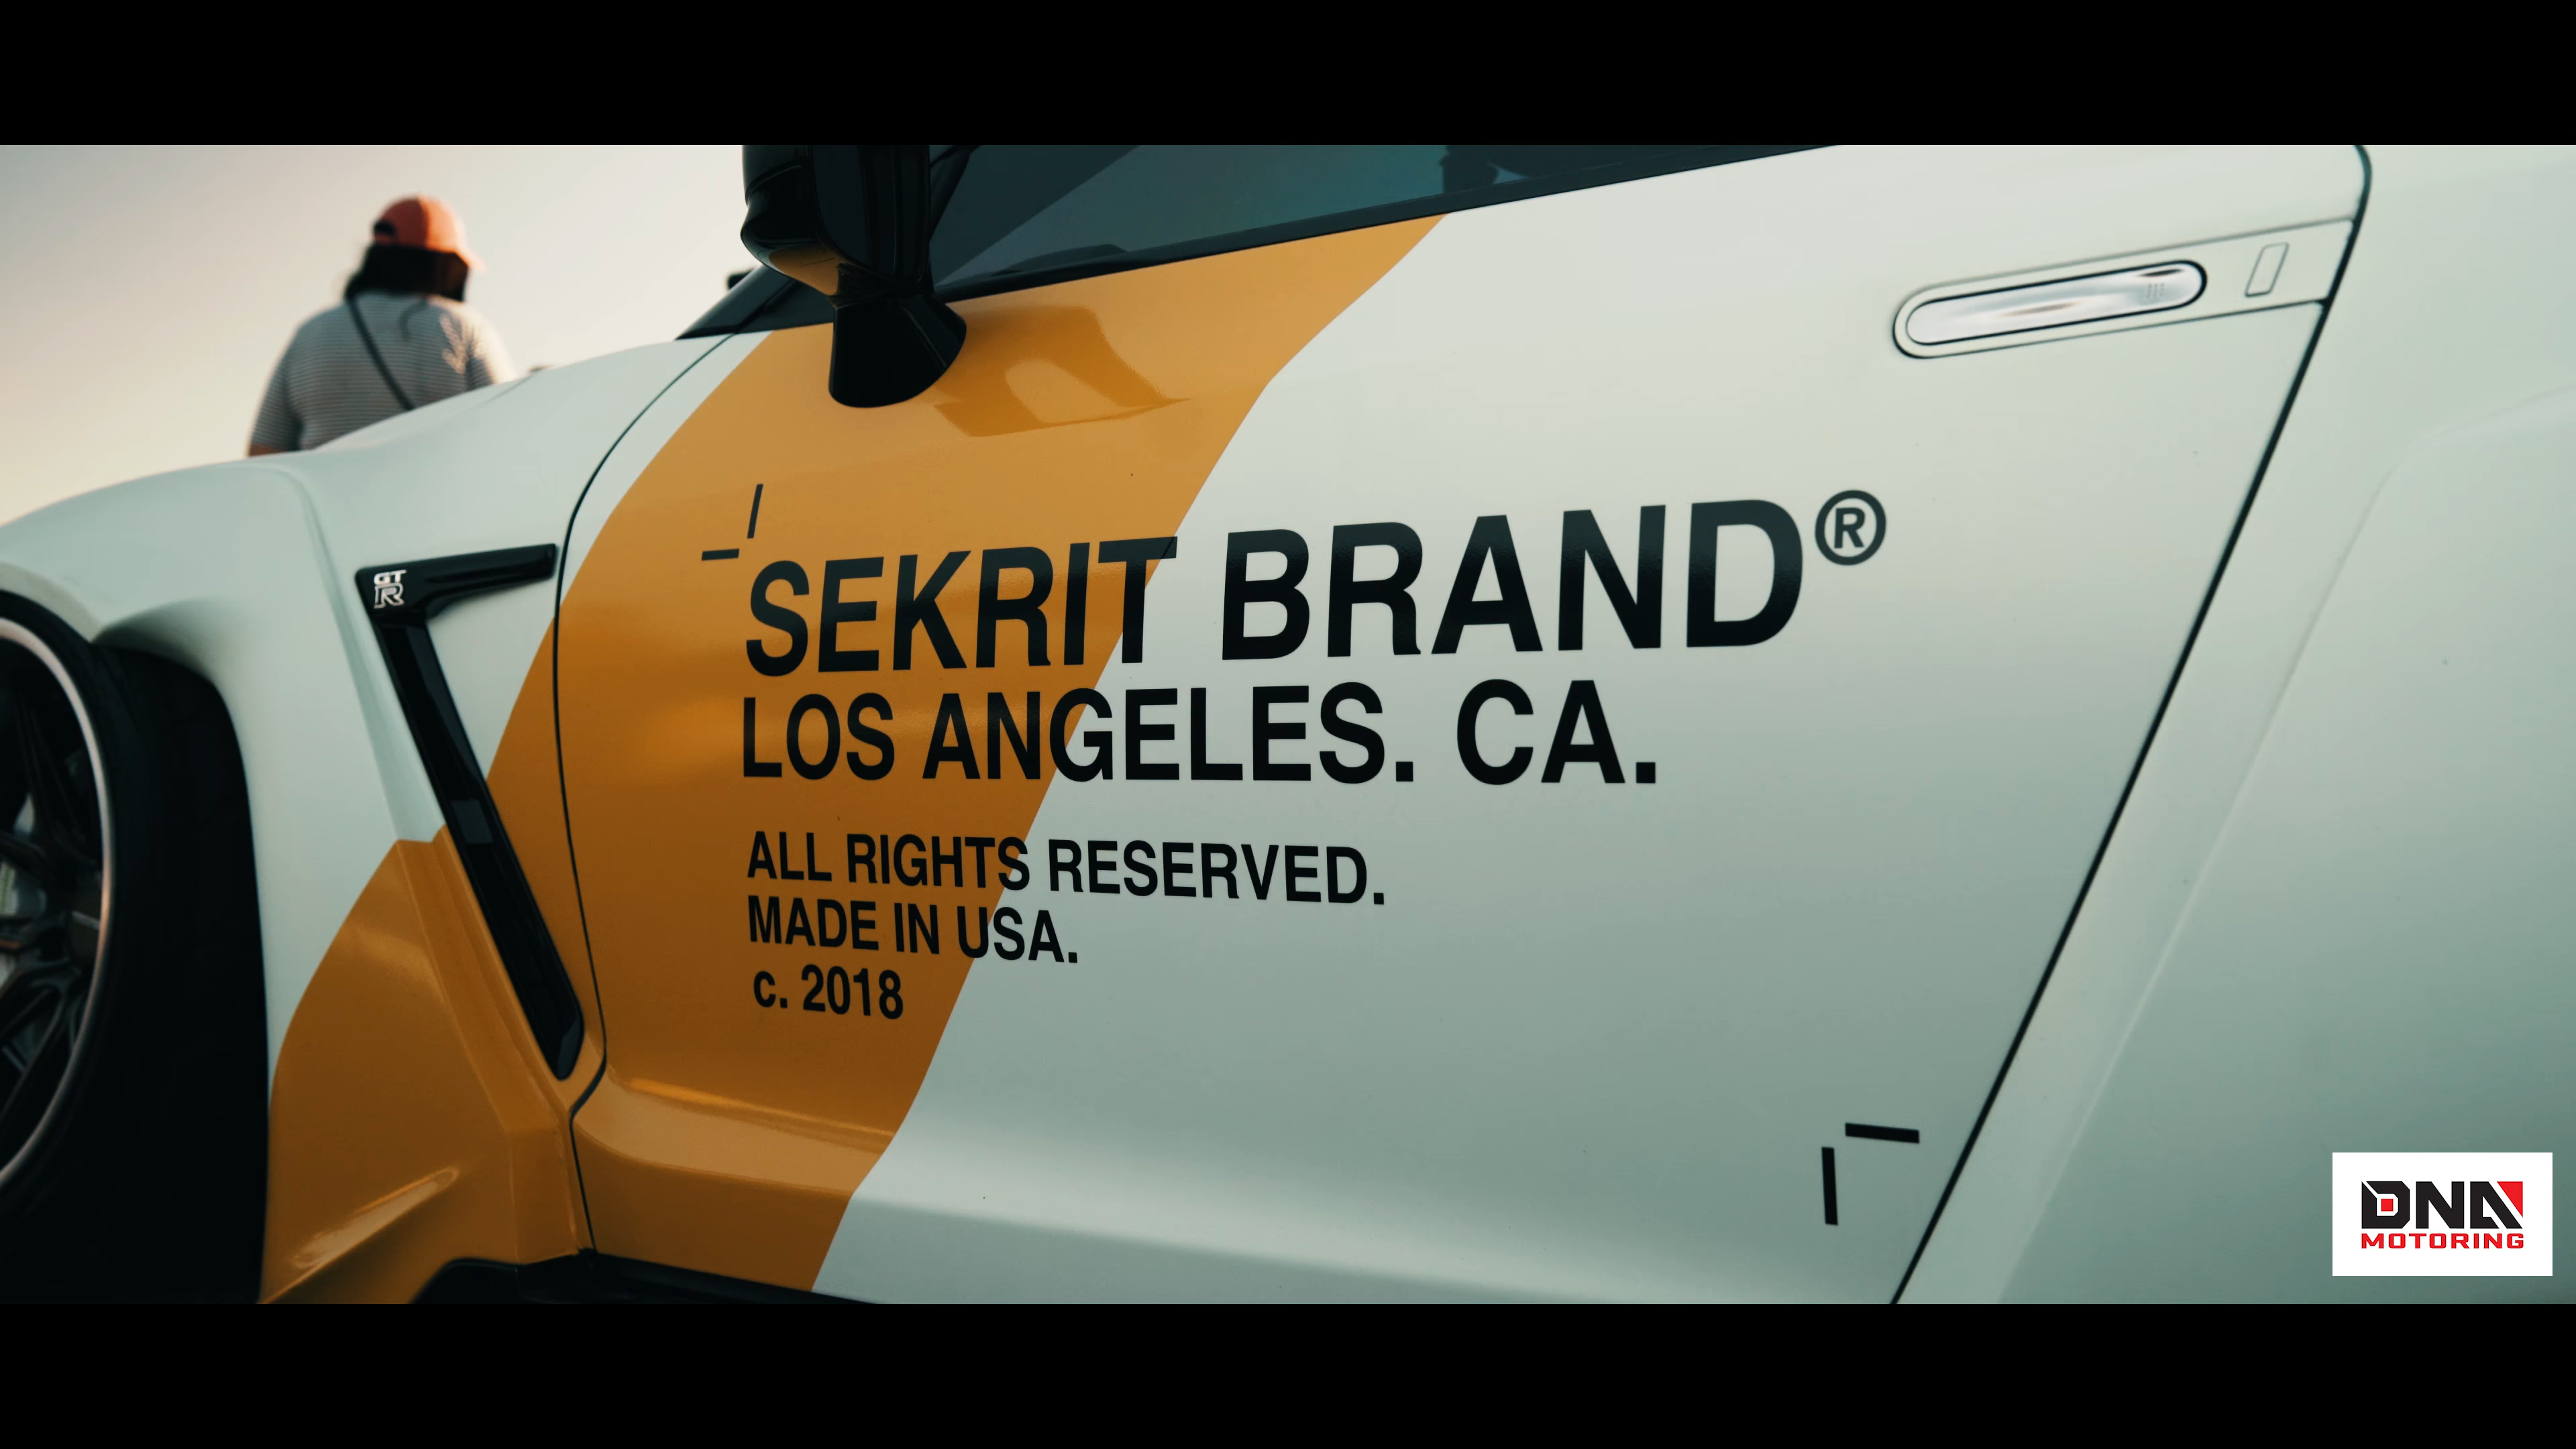 GT
R
SEKRIT BRAND®
LOS ANGELES. CA.
ALL RIGHTS RESERVED.
MADE IN USA.
c. 2018
DNA
MOTORING